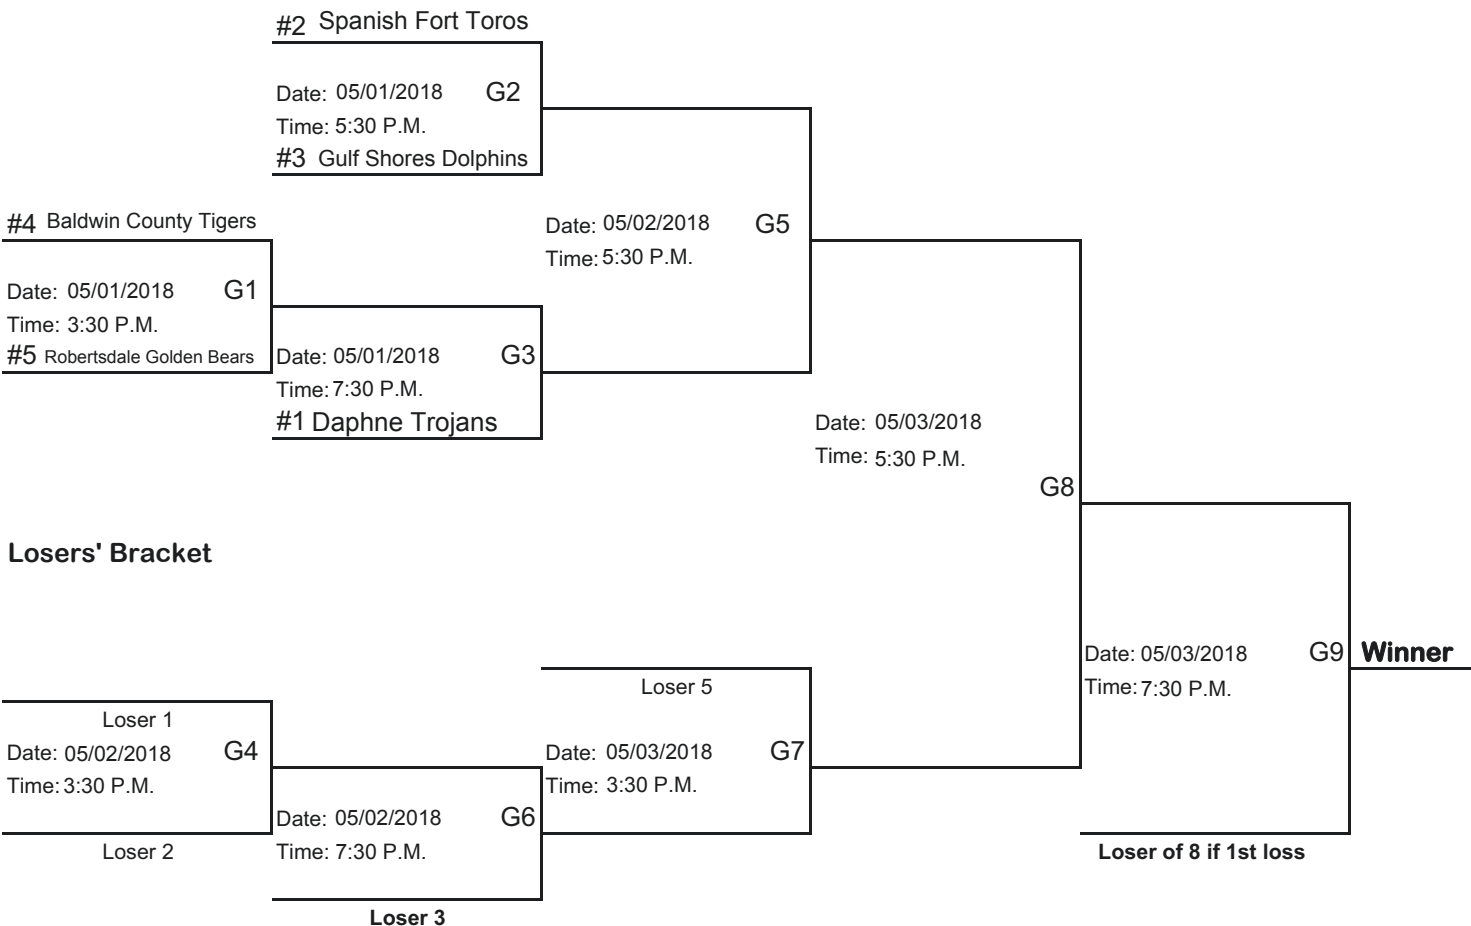 #2 Spanish Fort Toros
Date: 05/01/2018 G2
Time: 5:30 P.M.
#3 Gulf Shores Dolphins
#4 Baldwin County Tigers
Date: 05/01/2018 G1
Time: 3:30 P.M.
#5 Robertsdale Golden Bears
Date: 05/01/2018 G3
Time: 7:30 P.M.
#1 Daphne Trojans
Date: 05/02/2018 G5
Time: 5:30 P.M.
Date: 05/03/2018
Time: 5:30 P.M.
G8
Losers' Bracket
Loser 1
Date: 05/02/2018 G4
Time: 3:30 P.M.
Loser 2
Date: 05/02/2018 G6
Time: 7:30 P.M.
Loser 3
Loser 5
Date: 05/03/2018 G7
Time: 3:30 P.M.
Date: 05/03/2018 G9
Time: 7:30 P.M.
Winner
Loser of 8 if 1st loss